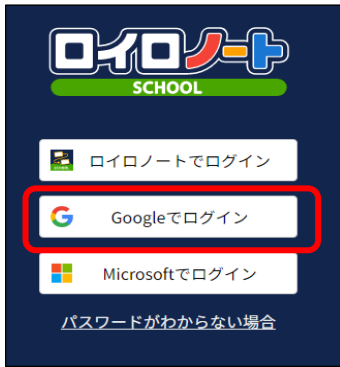 ロイロノート
SCHOOL
ロイロノートでログイン
Googleでログイン
Microsoftでログイン
パスワードがわからない場合